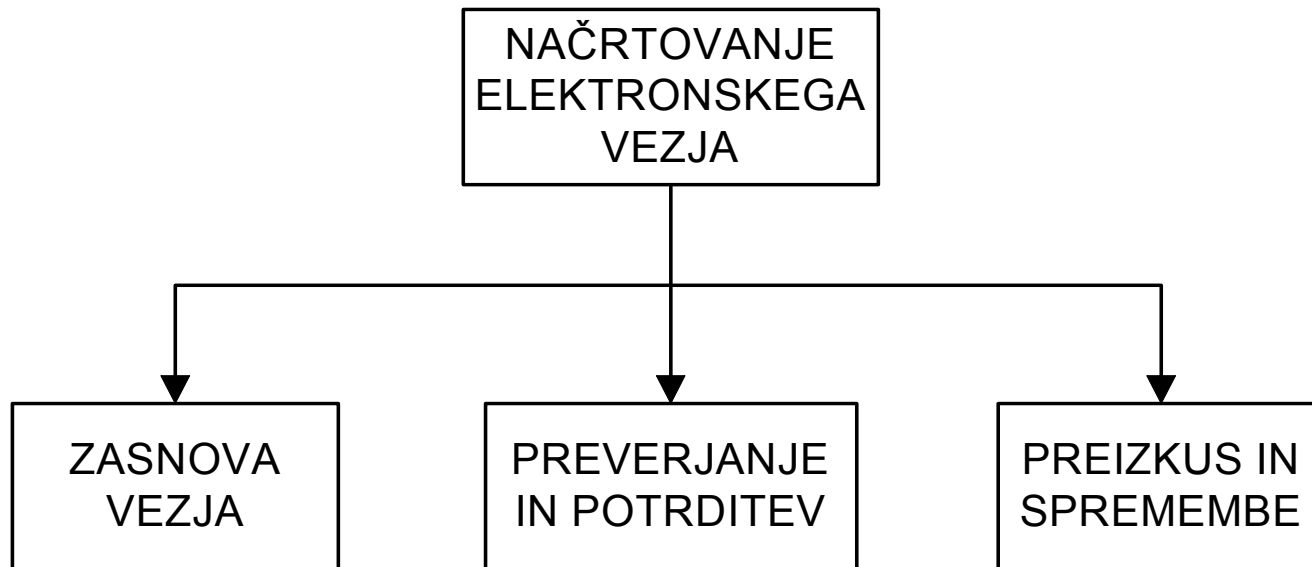 NAČRTOVANJE
ELEKTRONSKEGA
VEZJA
ZASNOVA
VEZJA
PREVERJANJE
IN POTRDITEV
PREIZKUS IN
SPREMEMBE